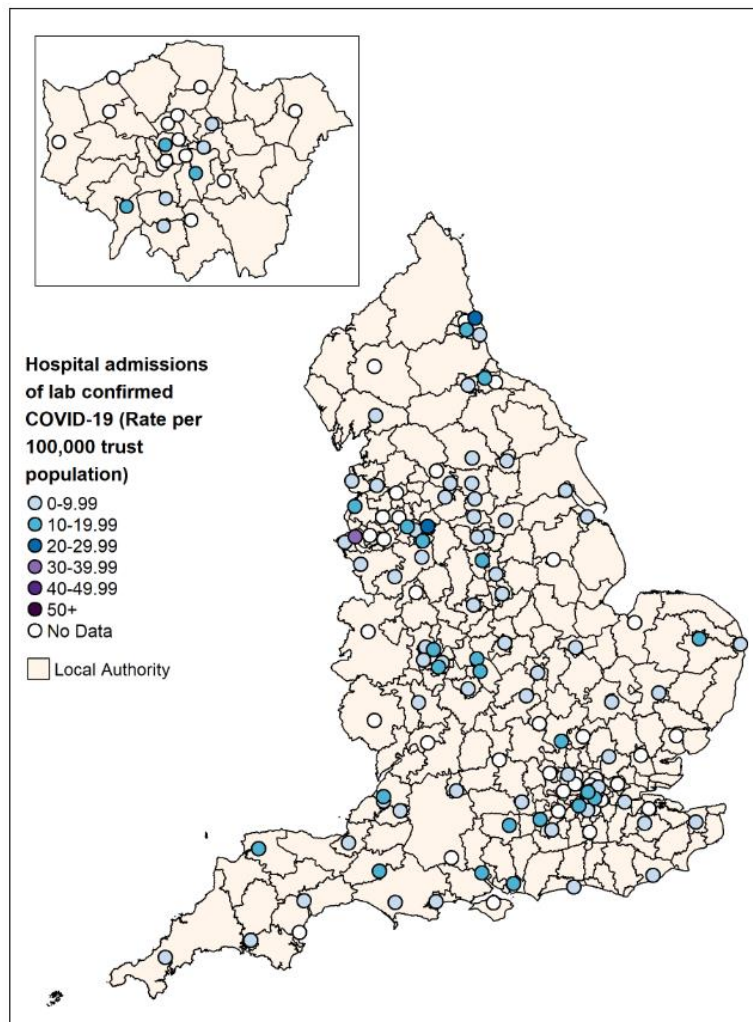 Hospital admissions
of lab confirmed
COVID-19 (Rate per
100,000 trust
population)
0-9.99
10-19.99
20-29.99
30-39.99
40-49.99
50+
No Data
Local Authority